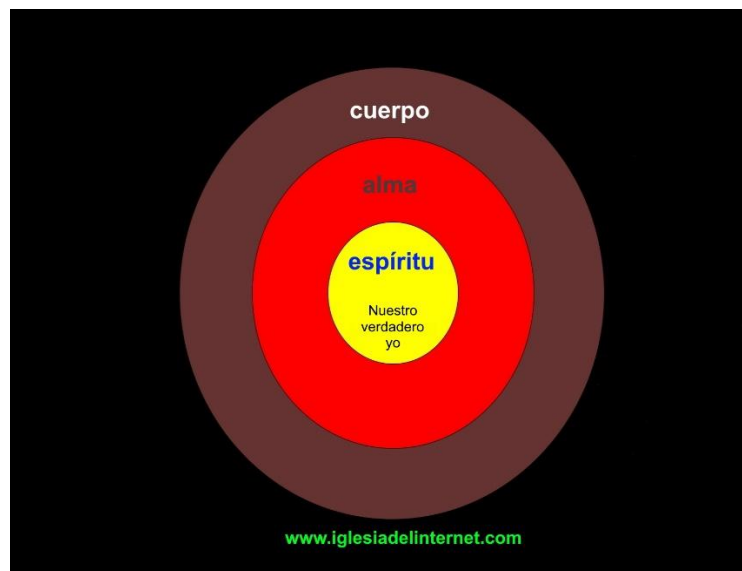 cuerpo
alma
espíritu
Nuestro
verdadero
yo
www.iglesiadelinternet.com